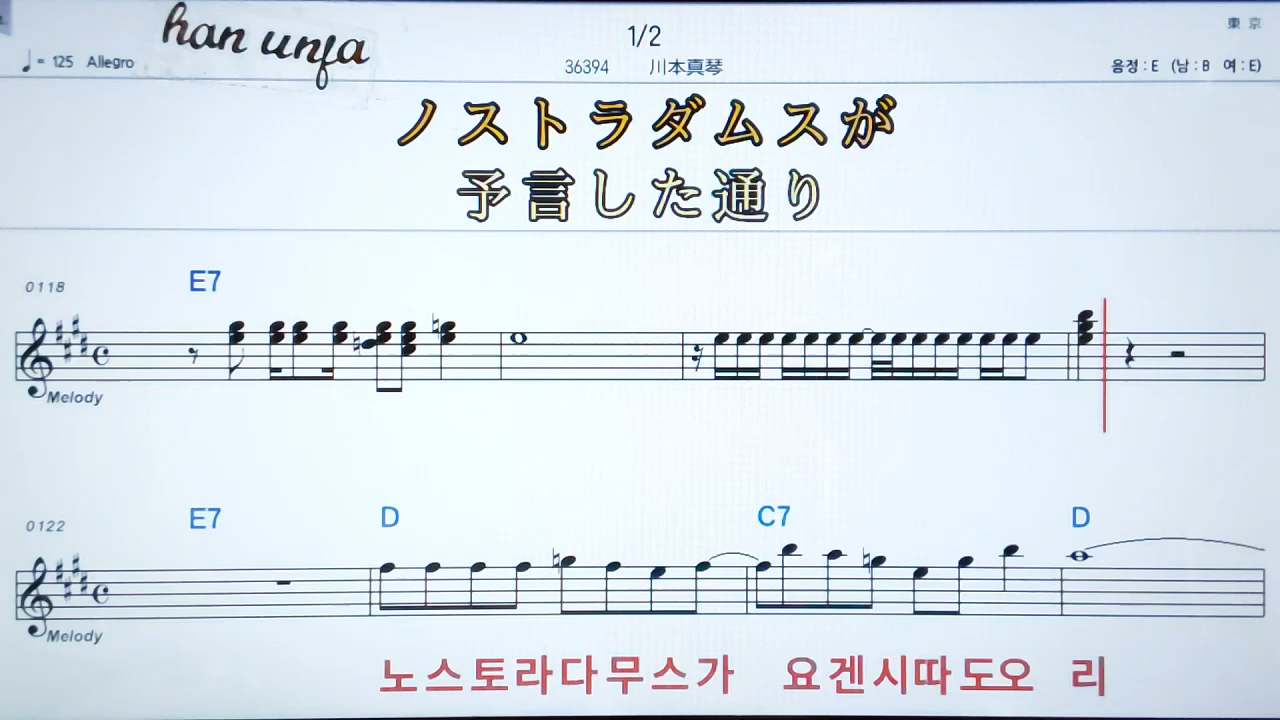 han unfa
1/2
東 京
♩= 125 Allegro
36394 川本真琴
음정 : E (남 : B 여 : E)
ノストラダムスが
予言した通り
0118
E7
Melody
0122
E7 D C7 D
Melody
노스토라다무스가 요겐시따도오 리